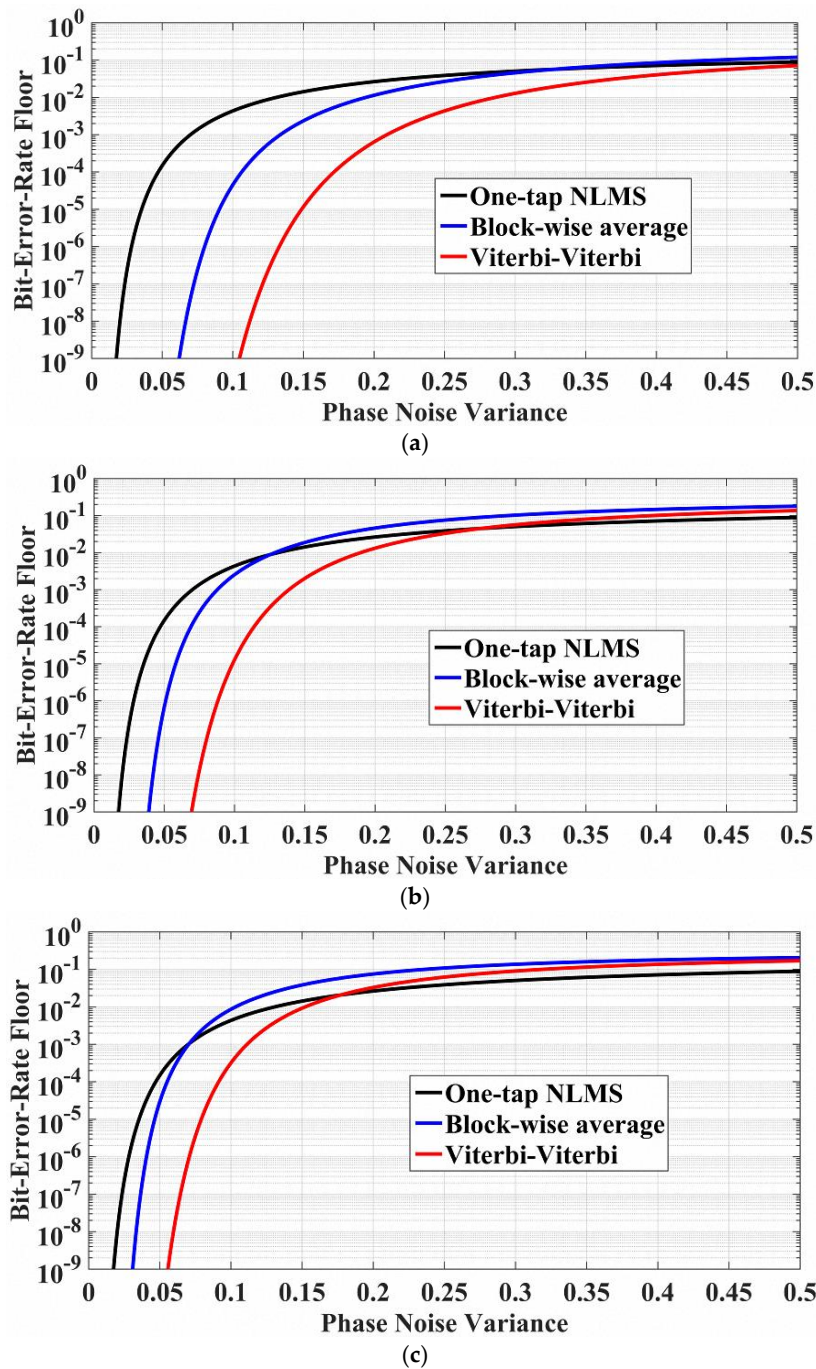 10^0
10^-1
10^-2
10^-3
10^-4
10^-5
10^-6
10^-7
10^-8
10^-9
Bit-Error-Rate Floor
One-tap NLMS
Block-wise average
Viterbi-Viterbi
0 0.05 0.1 0.15 0.2 0.25 0.3 0.35 0.4 0.45 0.5
Phase Noise Variance
(a)
10^0
10^-1
10^-2
10^-3
10^-4
10^-5
10^-6
10^-7
10^-8
10^-9
Bit-Error-Rate Floor
One-tap NLMS
Block-wise average
Viterbi-Viterbi
0 0.05 0.1 0.15 0.2 0.25 0.3 0.35 0.4 0.45 0.5
Phase Noise Variance
(b)
10^0
10^-1
10^-2
10^-3
10^-4
10^-5
10^-6
10^-7
10^-8
10^-9
Bit-Error-Rate Floor
One-tap NLMS
Block-wise average
Viterbi-Viterbi
0 0.05 0.1 0.15 0.2 0.25 0.3 0.35 0.4 0.45 0.5
Phase Noise Variance
(c)